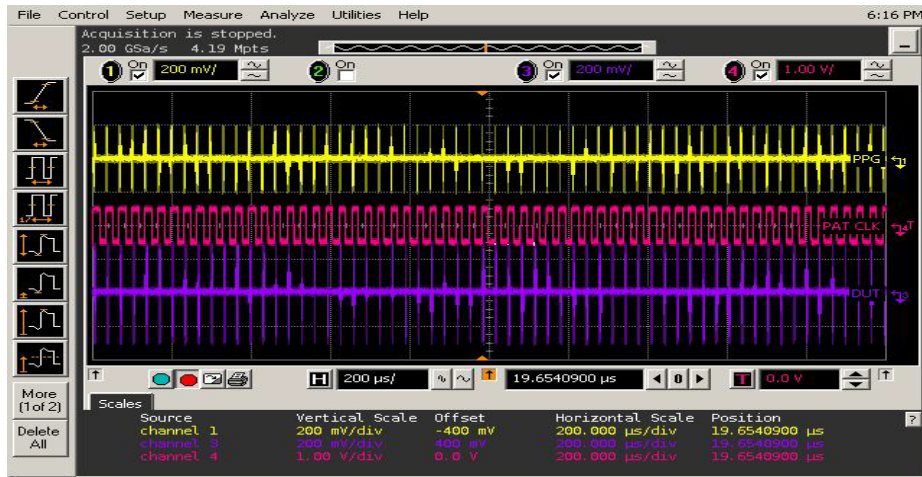 File Control Setup Measure Analyze Utilities Help 6:16 PM
Acquisition is stopped.
2.00 GSa/s 4.19 Mpts
1 On 200 mV/ 2 On 3 On 200 mV/ 4 On 1.00 V/
PPG 1
PAT CLK 4 T
DUT 3
H 200 µs/ 19.6540900 µs 0 T 0.0 V
More
(1of 2)
Delete
All
Scales
Source Vertical Scale Offset Horizontal Scale Position ?
channel 1 200 mV/div -400 mV 200.000 µs/div 19.6540900 µs
channel 3 200 mV/div 400 mV 200.000 µs/div 19.6540900 µs
channel 4 1.00 V/div 0.0 V 200.000 µs/div 19.6540900 µs